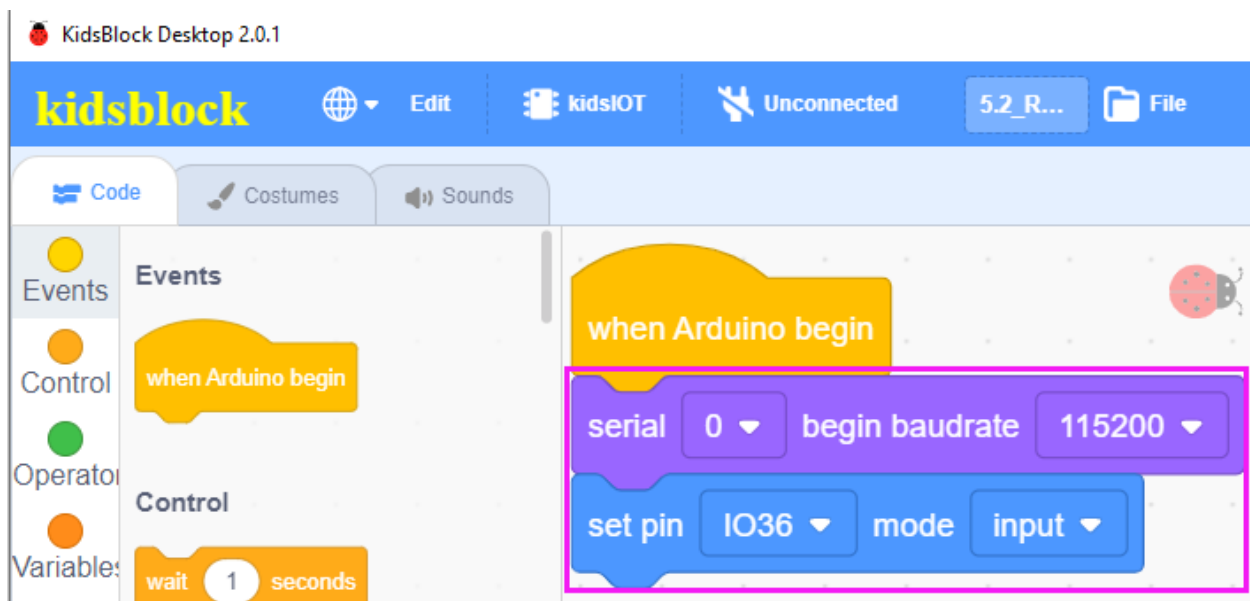 KidsBlock Desktop 2.0.1
kidsblock Edit kidsIOT Unconnected 5.2_R... File
Code Costumes Sounds
Events
Control
Operator
Variables
Events
when Arduino begin
Control
wait 1 seconds
when Arduino begin
serial 0 begin baudrate 115200
set pin IO36 mode input